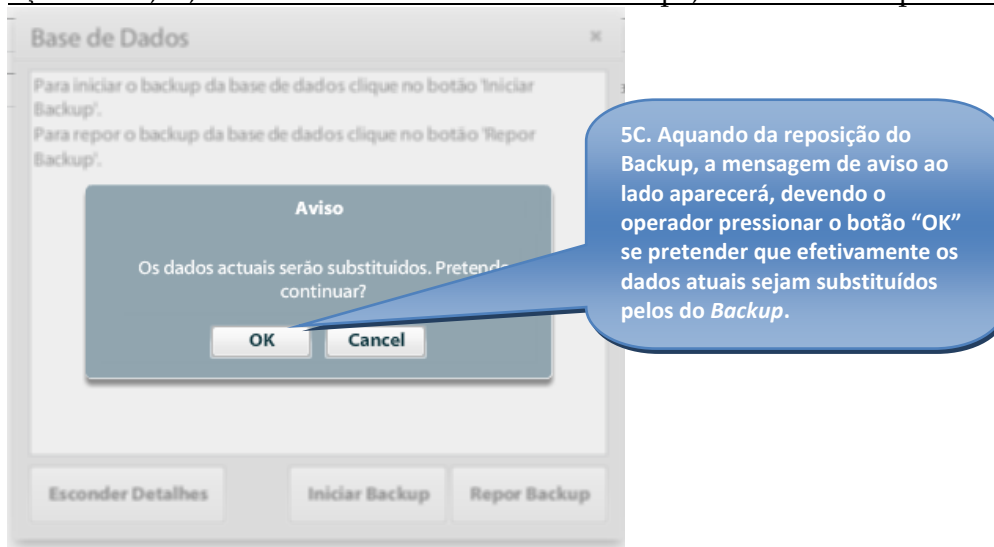 Base de Dados ×
Para iniciar o backup da base de dados clique no botão 'Iniciar
Backup'.
Para repor o backup da base de dados clique no botão 'Repor
Backup'.
Aviso
Os dados actuais serão substituidos. Pretende
continuar?
OK Cancel
Esconder Detalhes Iniciar Backup Repor Backup
5C. Aquando da reposição do
Backup, a mensagem de aviso ao
lado aparecerá, devendo o
operador pressionar o botão “OK”
se pretender que efetivamente os
dados atuais sejam substituídos
pelos do Backup.